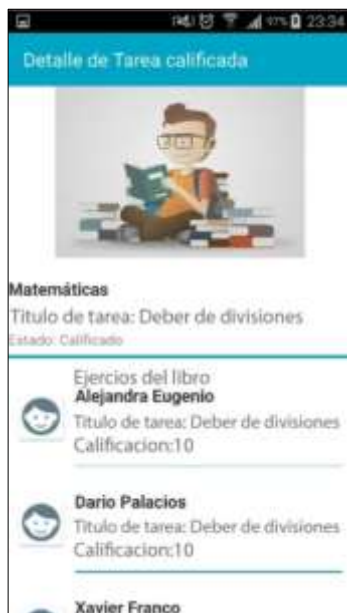 97% 23:34
Detalle de Tarea calificada
Matemáticas
Titulo de tarea: Deber de divisiones
Estado: Calificado
Ejercios del libro
Alejandra Eugenio
Titulo de tarea: Deber de divisiones
Calificacion:10
Dario Palacios
Titulo de tarea: Deber de divisiones
Calificacion:10
Xavier Franco